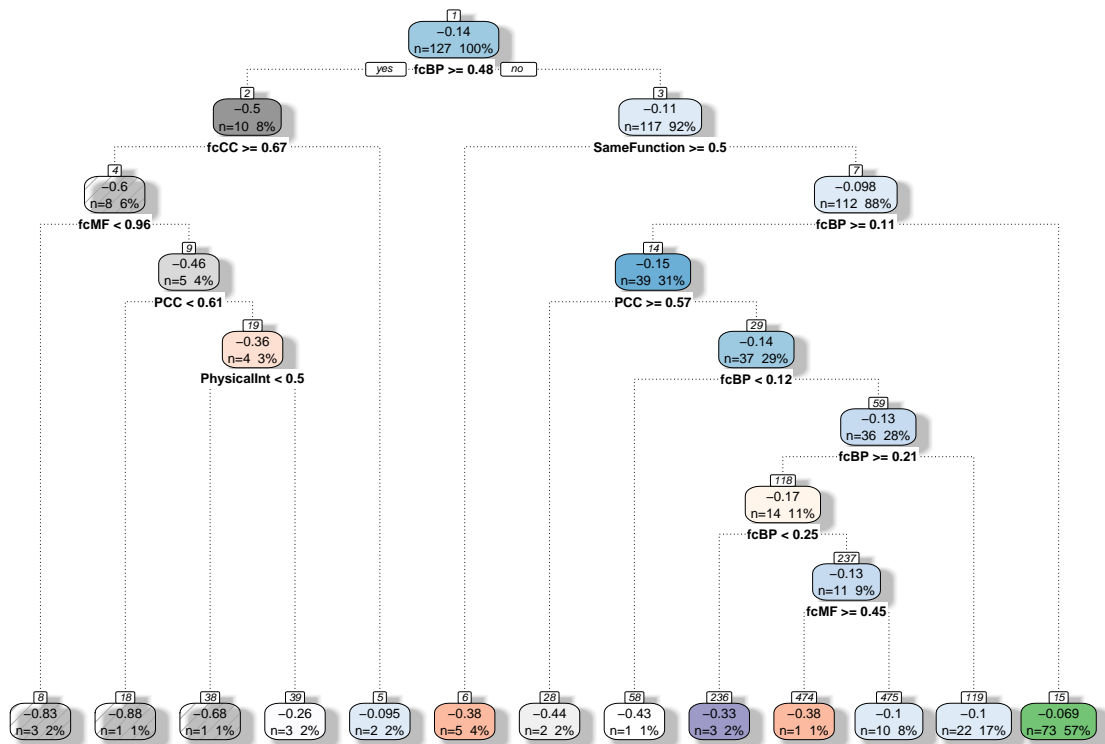 1
−0.14
n=127 100%
yes fcBP >= 0.48 no
2
−0.5
n=10 8%
fcCC >= 0.67
3
−0.11
n=117 92%
SameFunction >= 0.5
4
−0.6
n=8 6%
fcMF < 0.96
7
−0.098
n=112 88%
fcBP >= 0.11
9
−0.46
n=5 4%
PCC < 0.61
14
−0.15
n=39 31%
PCC >= 0.57
19
−0.36
n=4 3%
PhysicalInt < 0.5
29
−0.14
n=37 29%
fcBP < 0.12
59
−0.13
n=36 28%
fcBP >= 0.21
118
−0.17
n=14 11%
fcBP < 0.25
237
−0.13
n=11 9%
fcMF >= 0.45
8
−0.83
n=3 2%
18
−0.88
n=1 1%
38
−0.68
n=1 1%
39
−0.26
n=3 2%
5
−0.095
n=2 2%
6
−0.38
n=5 4%
28
−0.44
n=2 2%
58
−0.43
n=1 1%
236
−0.33
n=3 2%
474
−0.38
n=1 1%
475
−0.1
n=10 8%
119
−0.1
n=22 17%
15
−0.069
n=73 57%